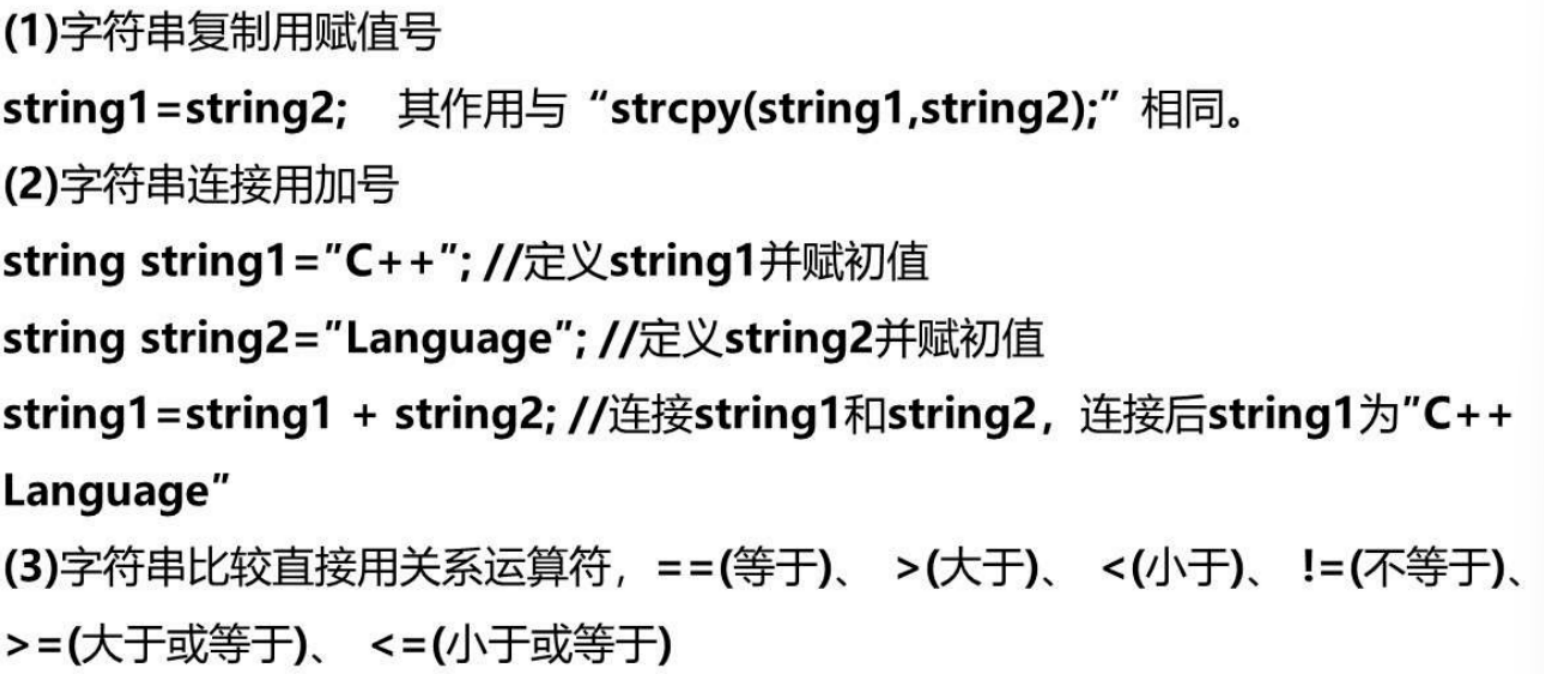 (1)字符串复制用赋值号
string1=string2;    其作用与“strcpy(string1,string2);”相同。
(2)字符串连接用加号
string string1="C++"; //定义string1并赋初值
string string2="Language"; //定义string2并赋初值
string1=string1 + string2; //连接string1和string2，连接后string1为"C++
Language"
(3)字符串比较直接用关系运算符，==(等于)、 >(大于)、 <(小于)、 !=(不等于)、
>=(大于或等于)、 <=(小于或等于)